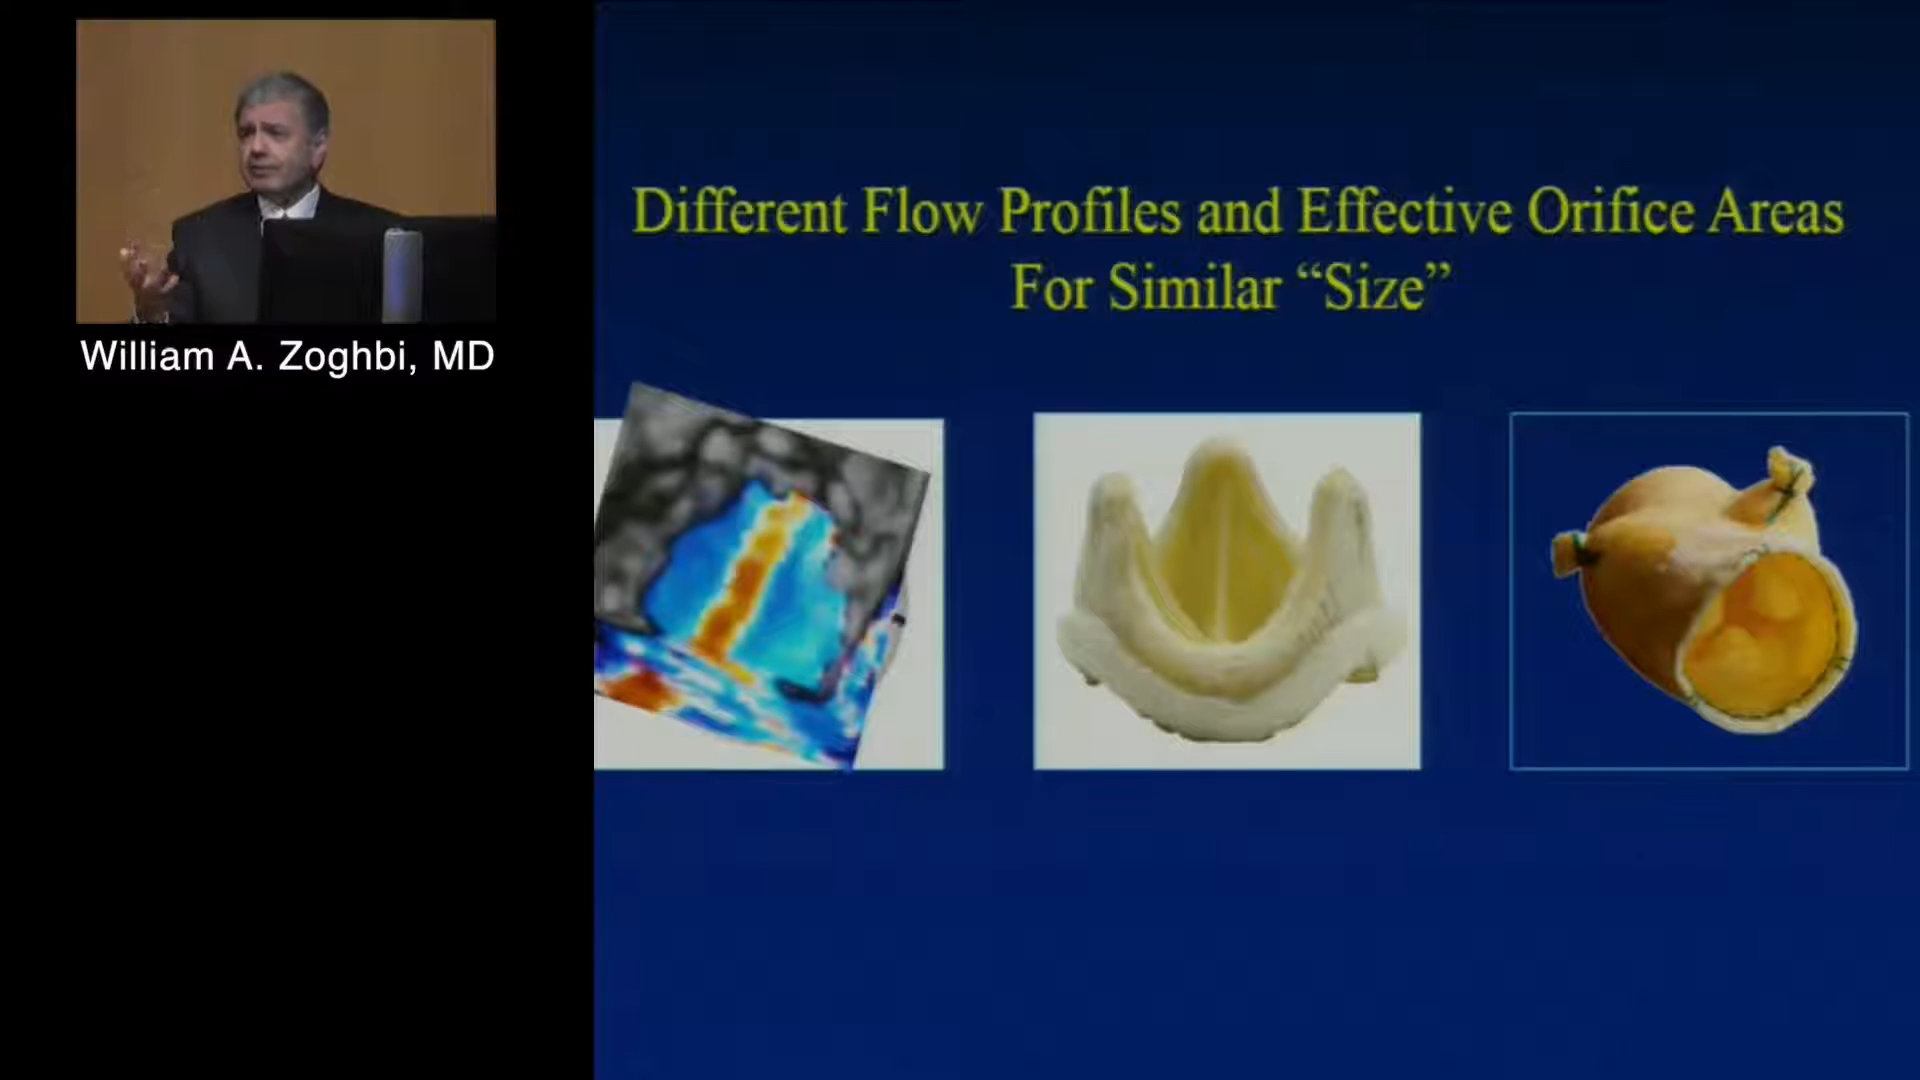 William A. Zoghbi, MD
Different Flow Profiles and Effective Orifice Areas
For Similar “Size”